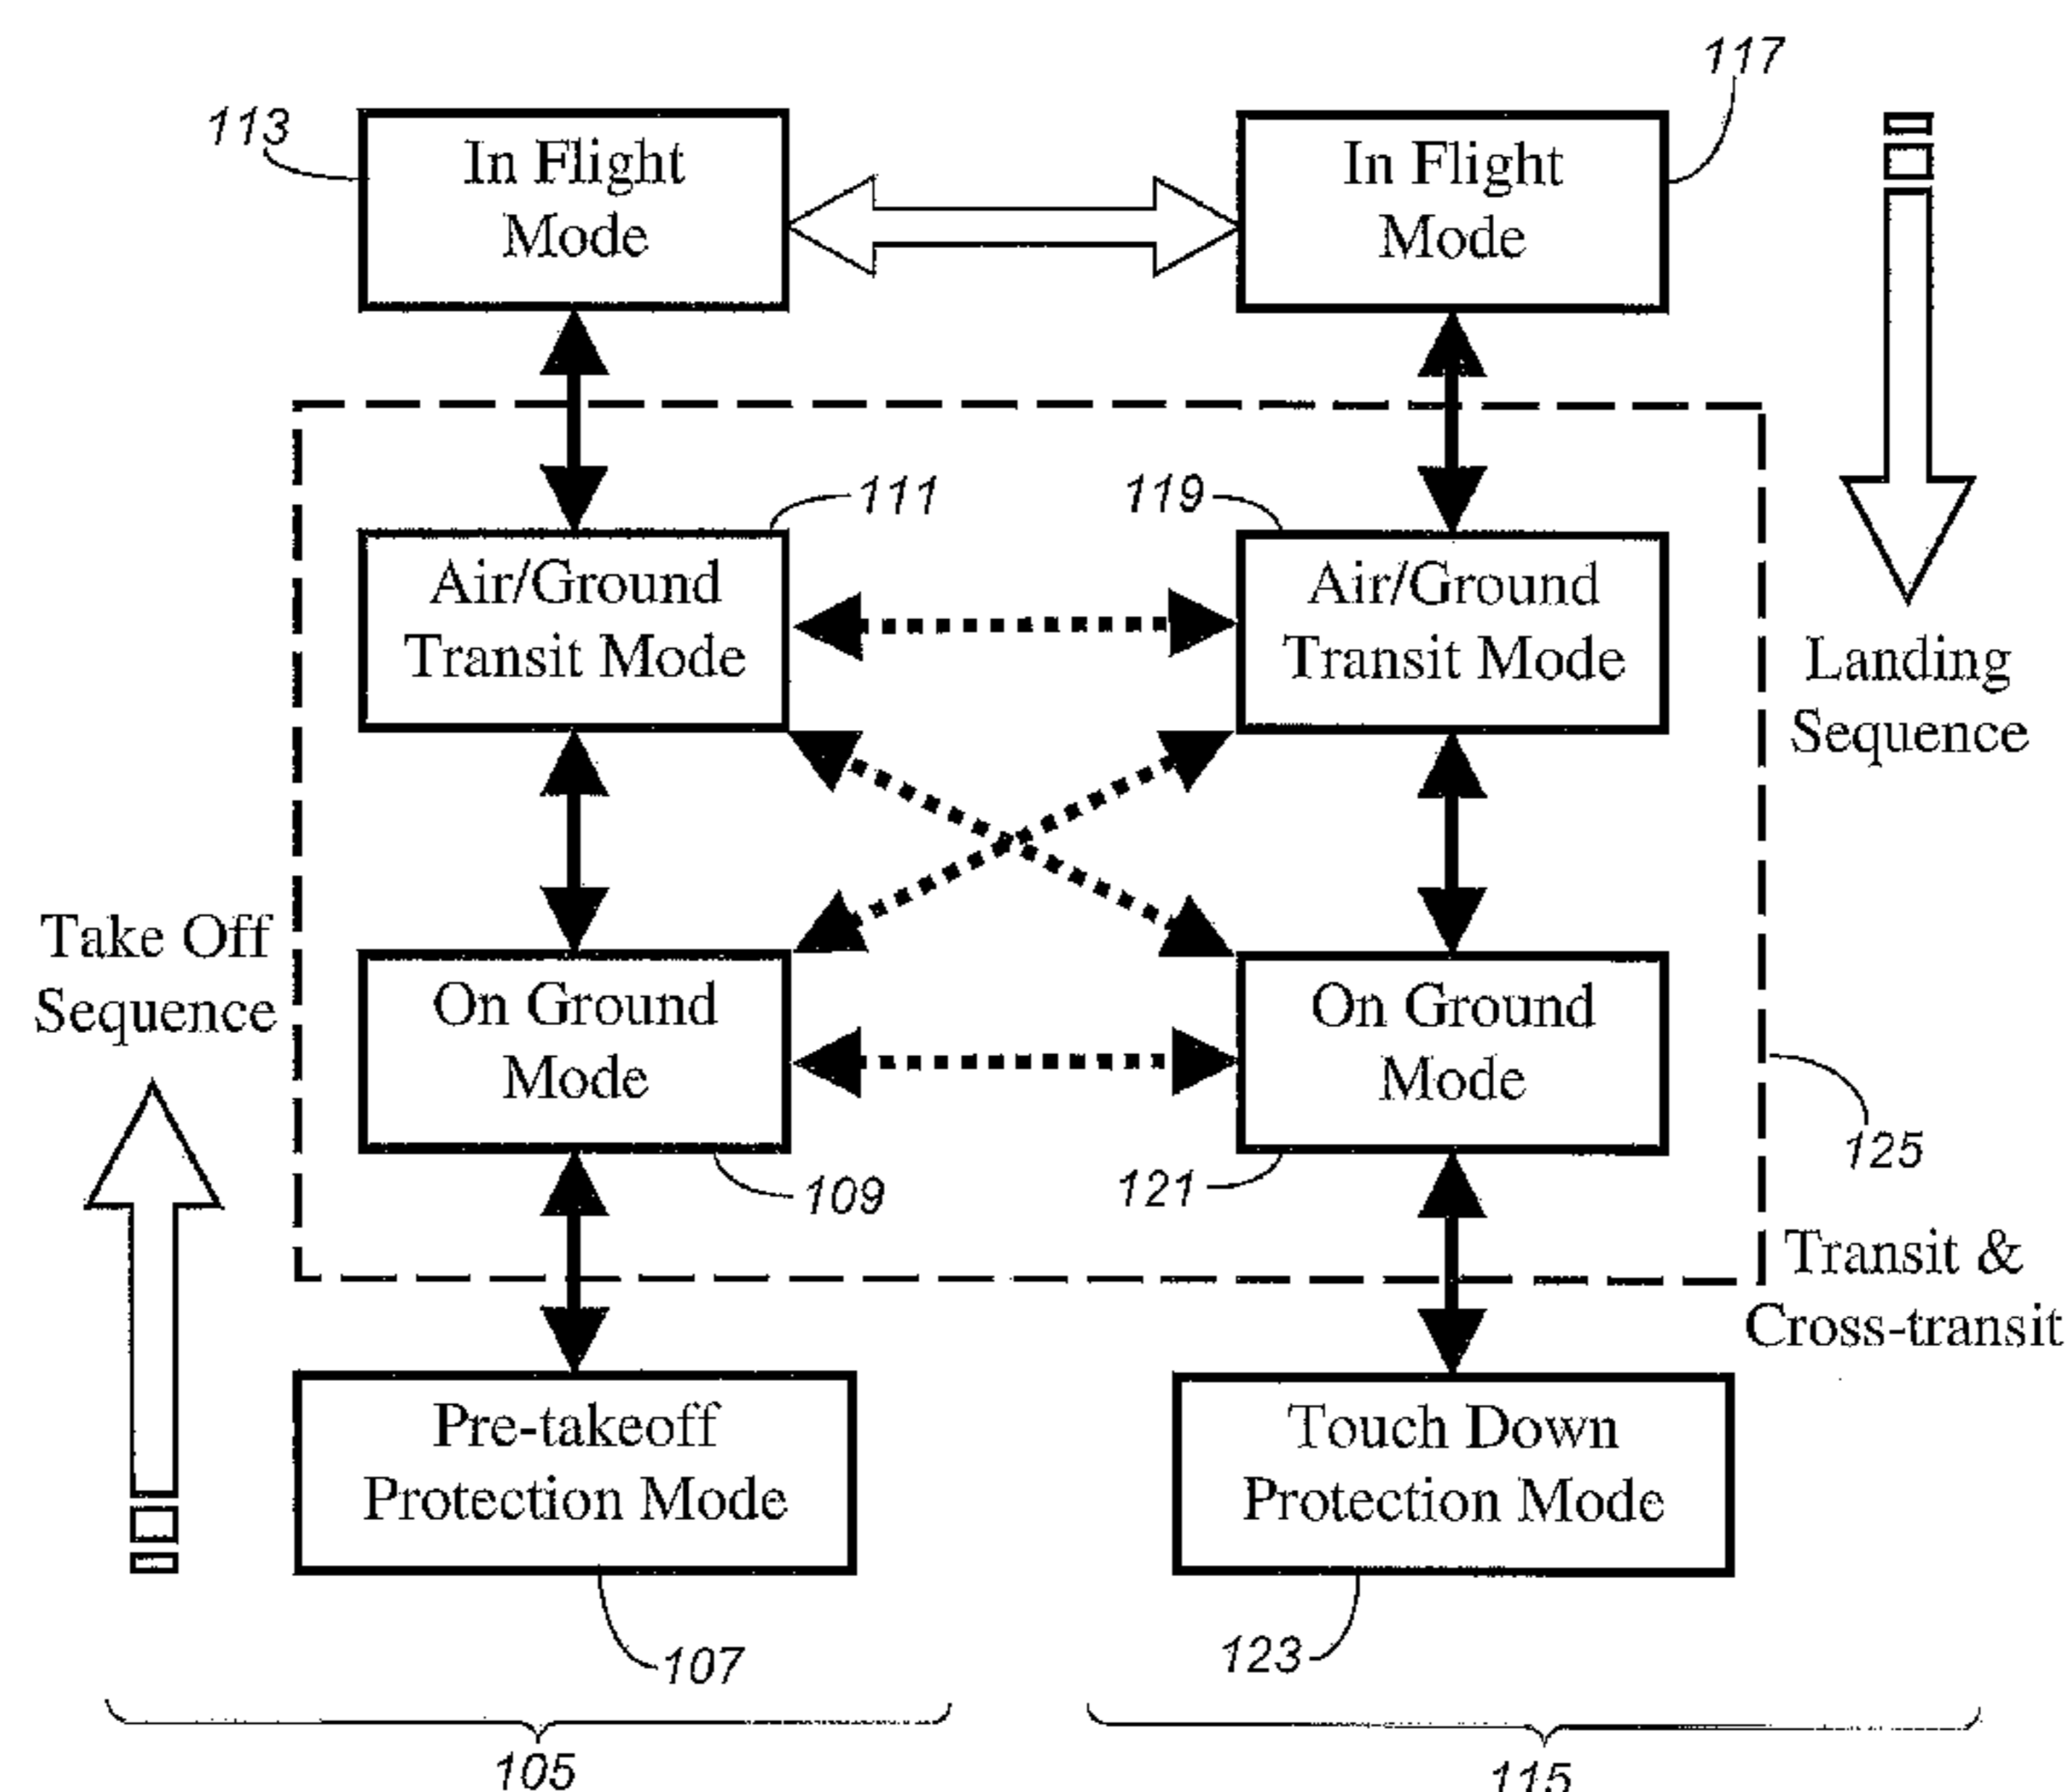 117
113
In Flight
Mode
In Flight
Mode
111
119
Air/Ground
Transit Mode
Air/Ground
Transit Mode
Landing
Sequence
Take Off
Sequence
On Ground
Mode
On Ground
Mode
125
109
121
Transit &
Cross-transit
Pre-takeoff
Protection Mode
Touch Down
Protection Mode
107
123
105
115